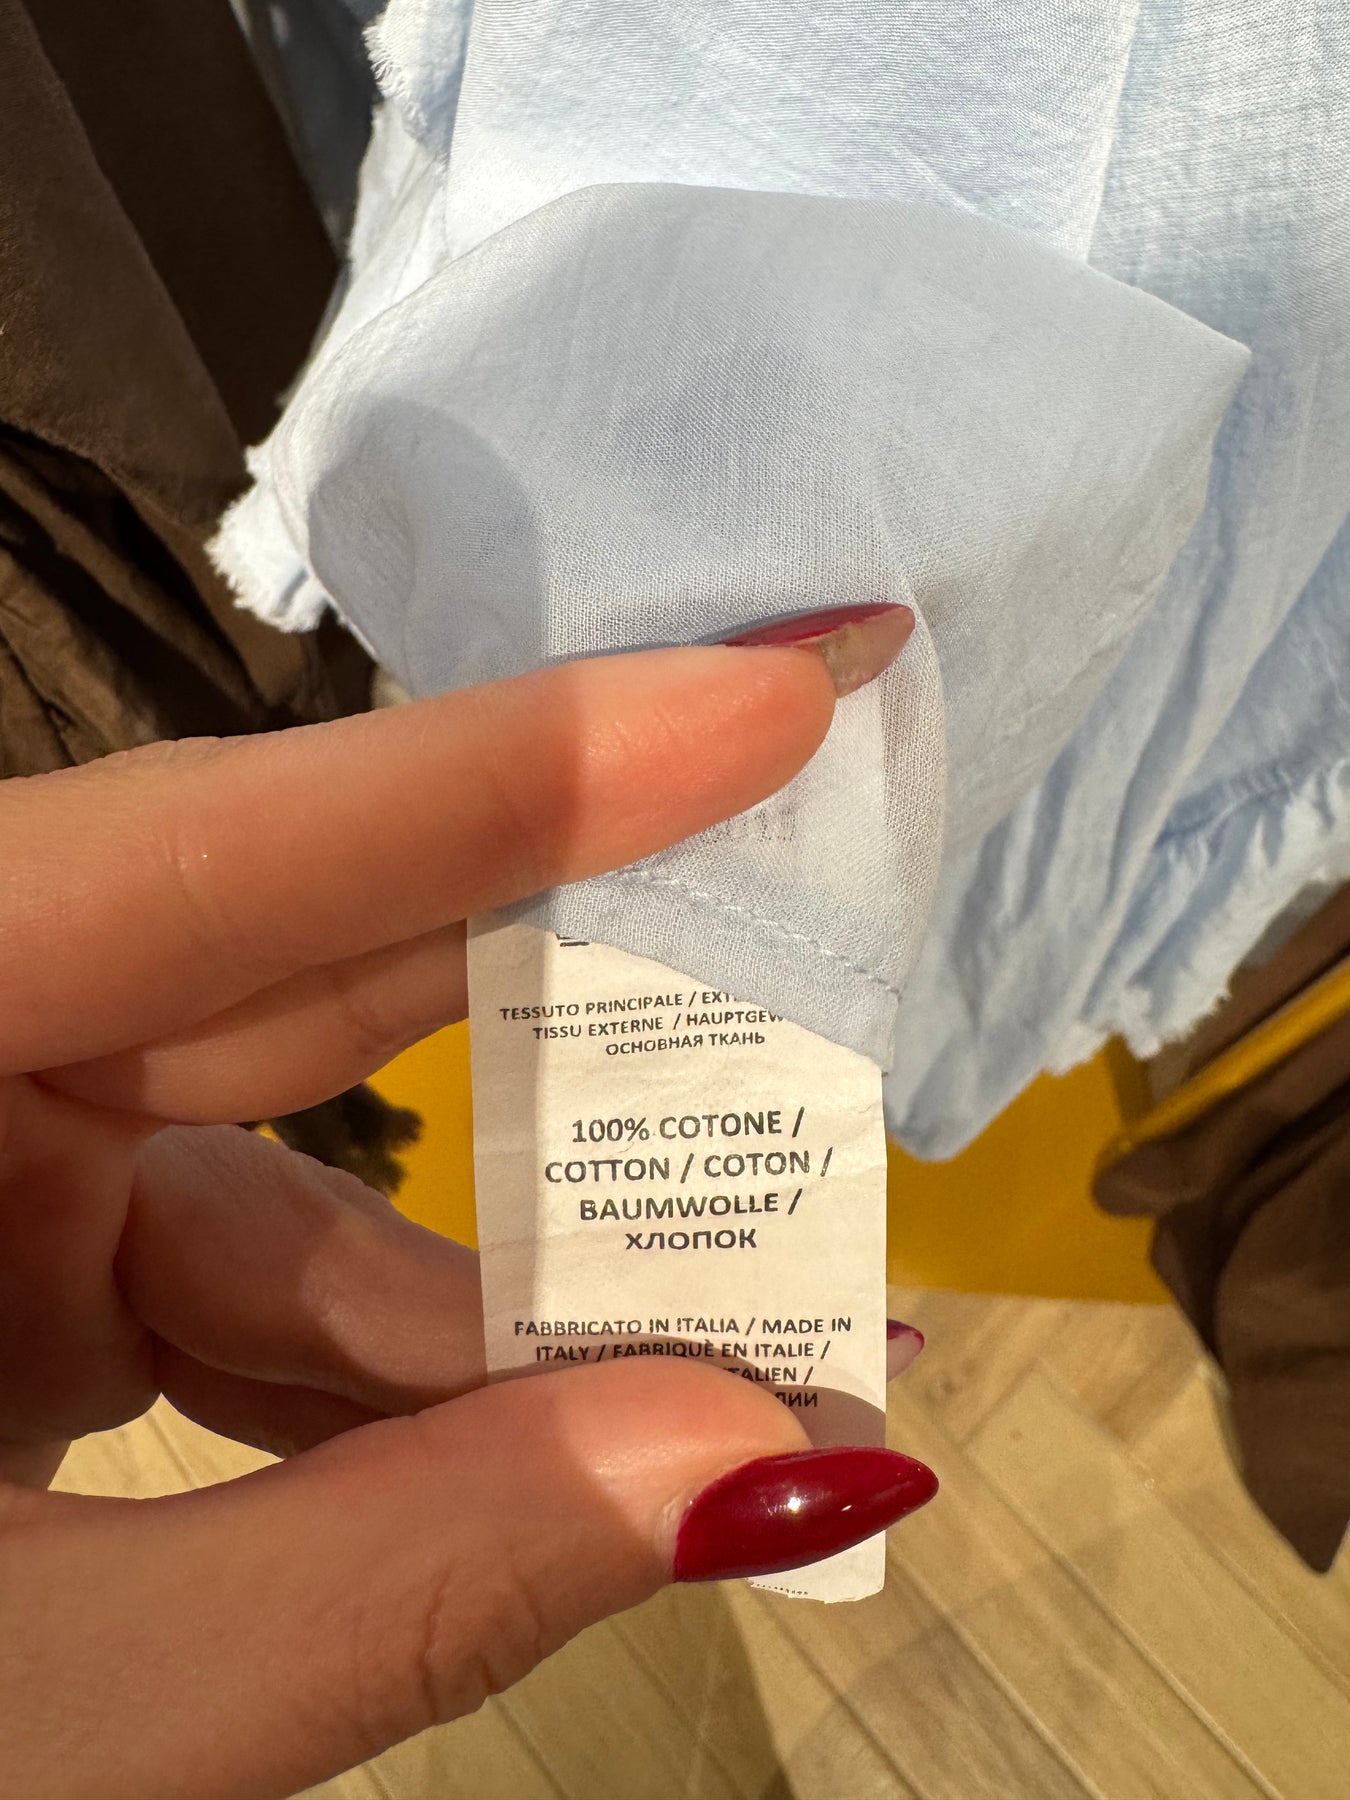 TESSUTO PRINCIPALE /
TISSU EXTERNE / HAUPTGEW
ОСНОВНАЯ ТКАНЬ
100% COTONE /
COTTON / COTON /
BAUMWOLLE /
ХЛОПОК
FABBRICATO IN ITALIA / MADE IN
ITALY / FABRIQUÈ EN ITALIE /
ITALIEN /